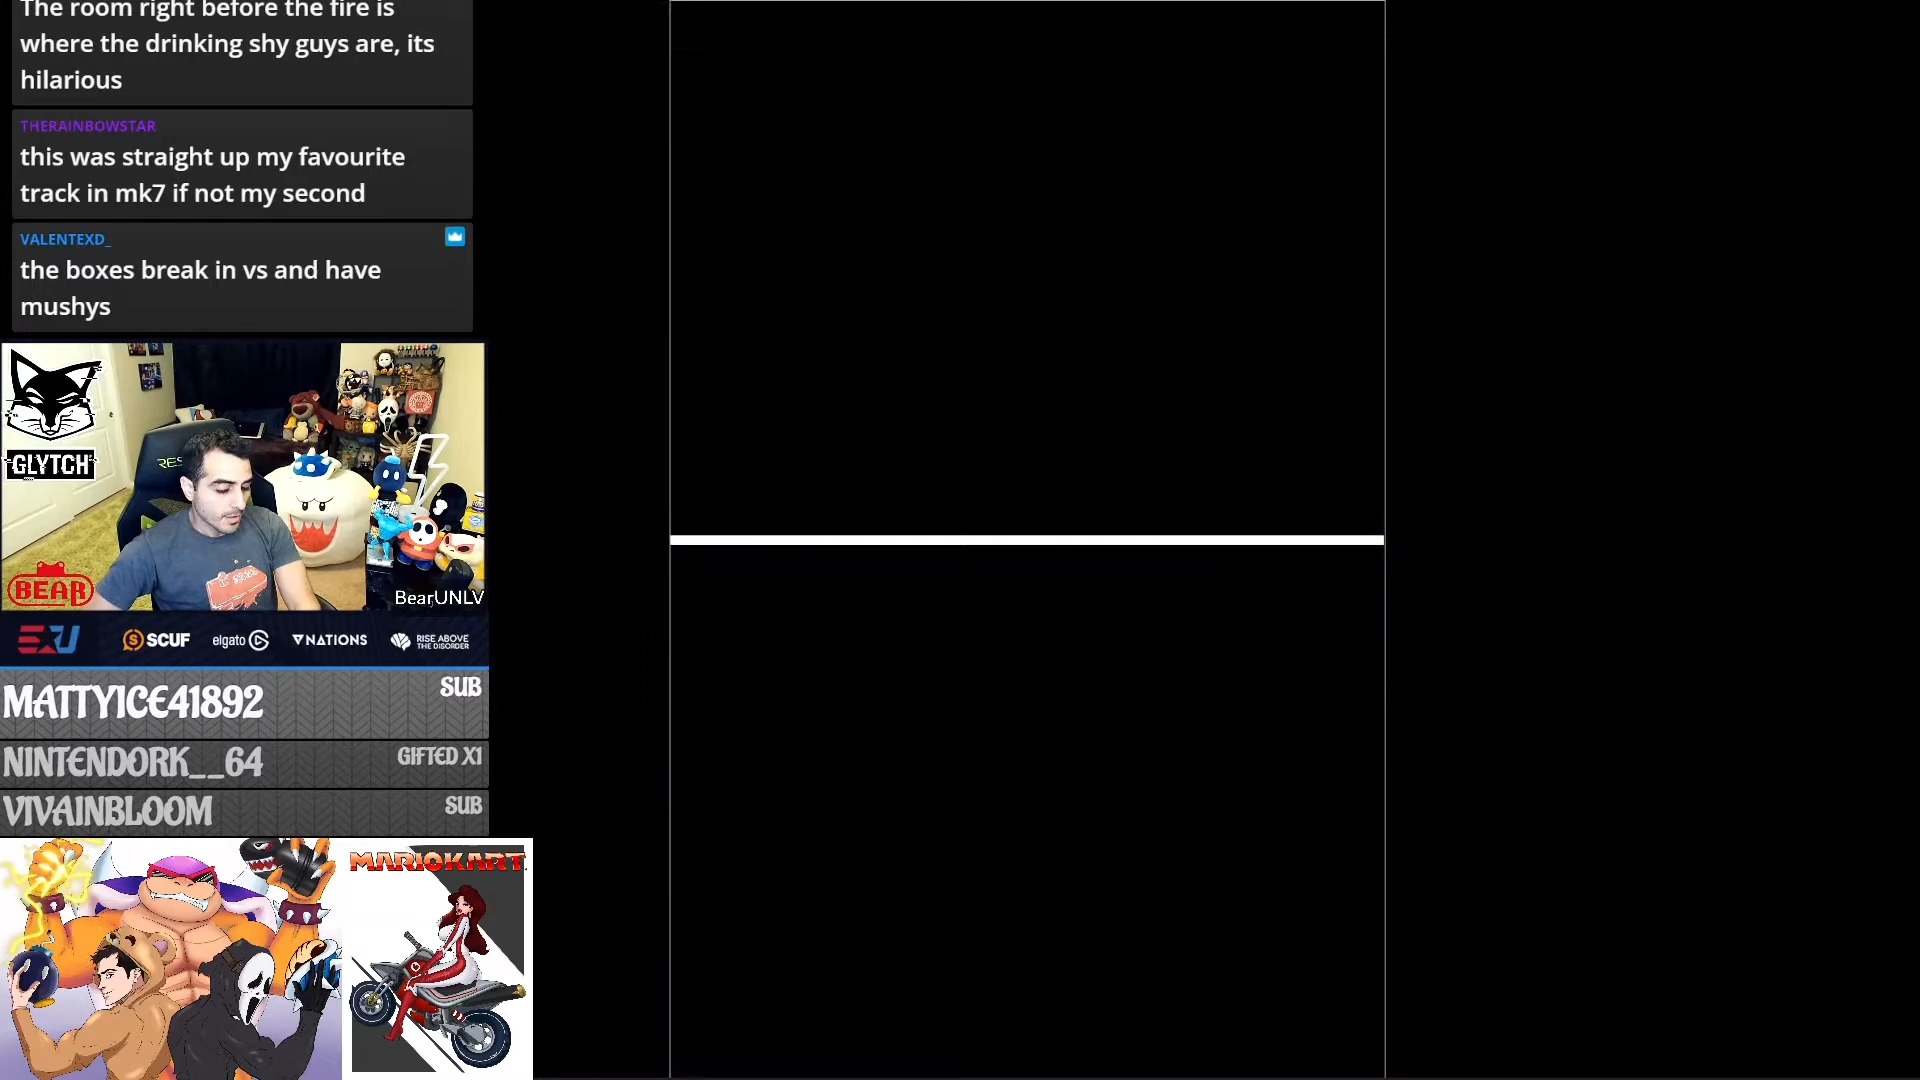 The room right before the fire is
where the drinking shy guys are, its
hilarious
THERAINBOWSTAR
this was straight up my favourite
track in mk7 if not my second
VALENTEXD_
the boxes break in vs and have
mushys
GLYTCH
RES
BEAR
BearUNLV
EXU
SCUF
elgato
NATIONS
RISE ABOVE
THE DISORDER
MATTYICE41892
SUB
NINTENDORK__64
GIFTED X1
VIVAINBLOOM
SUB
MARIOKART